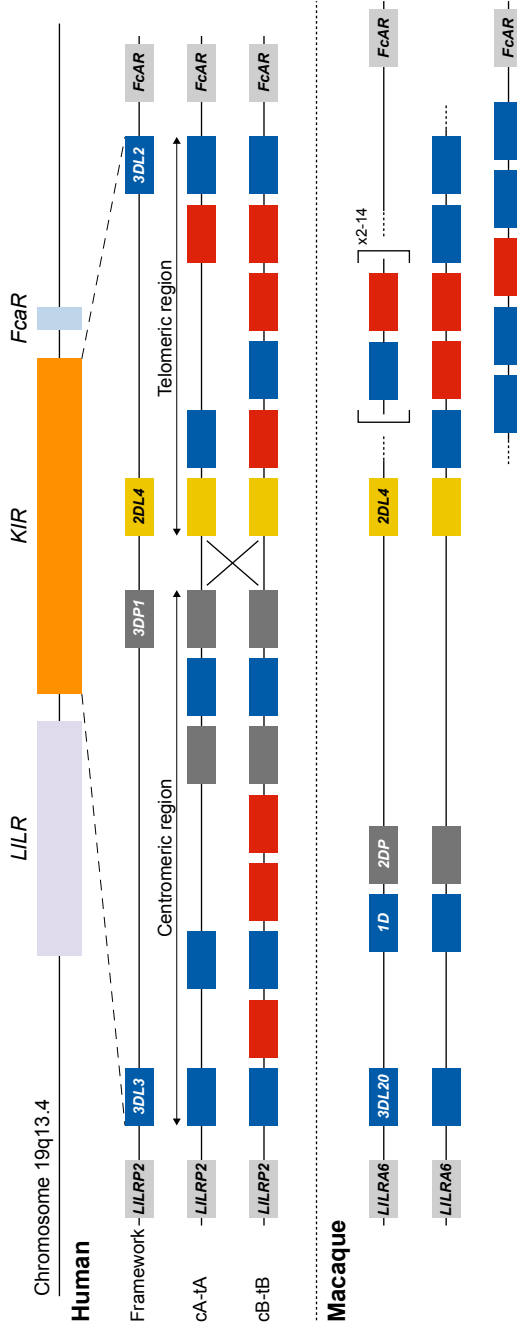 LILR KIR FcaR
Chromosome 19q13.4
Human
Framework LILRP2 3DL3 3DP1 2DL4 3DL2 FcAR
Centromeric region Telomeric region
cA-tA LILRP2 FcAR
cB-tB LILRP2 FcAR
Macaque
x2-14
LILRA6 3DL20 1D 2DP 2DL4 FcAR
LILRA6
FcAR